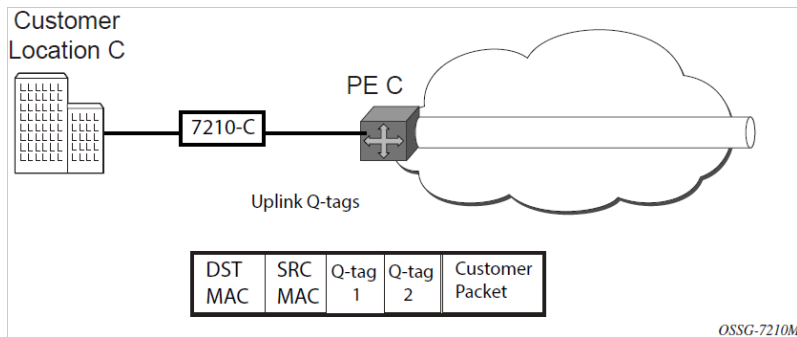 Customer
Location C
PE C
7210-C
Uplink Q-tags
DST MAC
SRC MAC
Q-tag 1
Q-tag 2
Customer Packet
OSSG-7210M